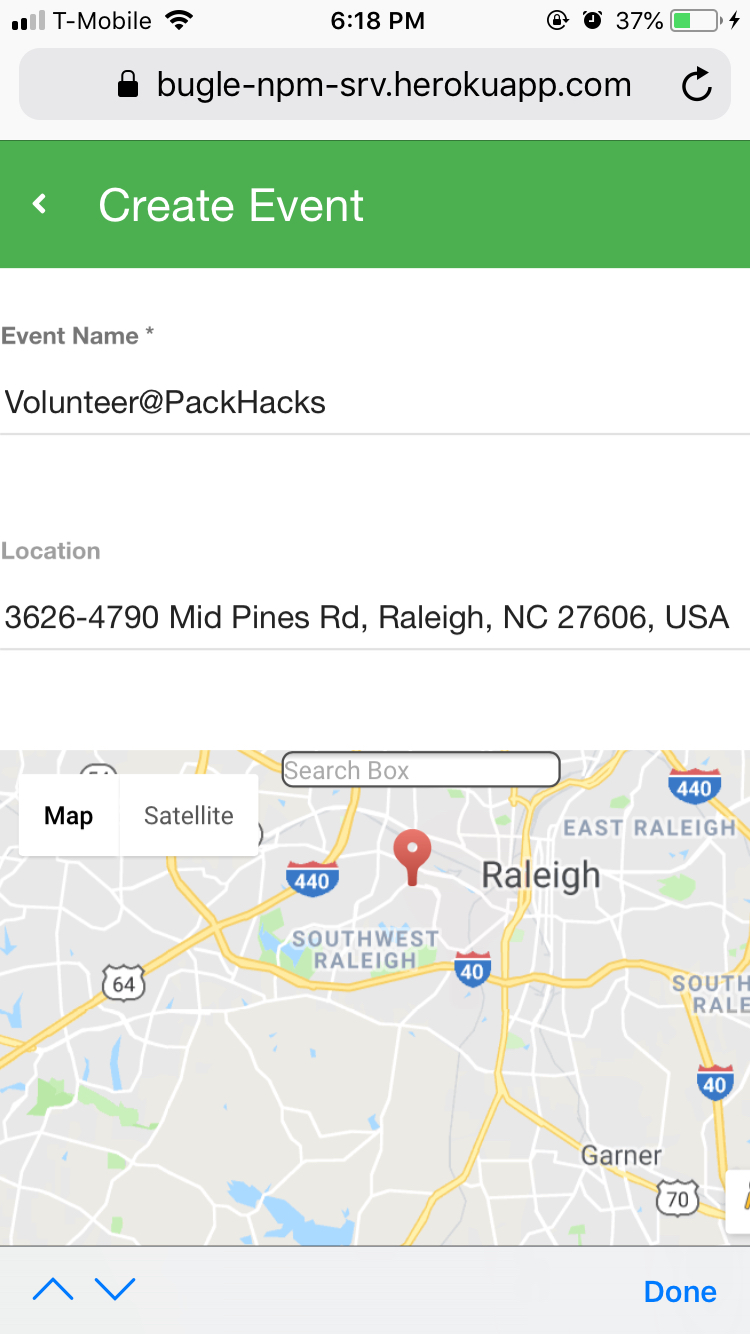 T-Mobile 6:18 PM 37%
bugle-npm-srv.herokuapp.com
Create Event
Event Name *
Volunteer@PackHacks
Location
3626-4790 Mid Pines Rd, Raleigh, NC 27606, USA
Search Box
Map Satellite
440
EAST RALEIGH
440
Raleigh
SOUTHWEST
RALEIGH
40
64
SOUTH
RALE
40
Garner
70
Done